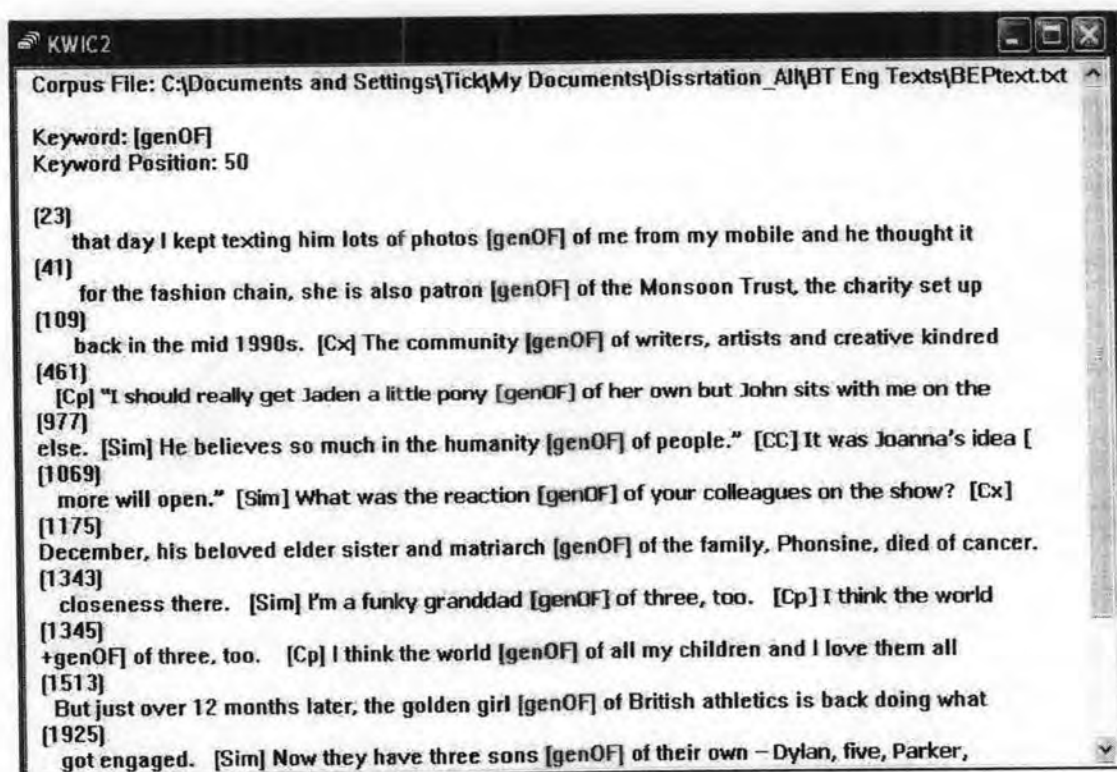 KWIC2
Corpus File: C:\Documents and Settings\Tick\My Documents\Dissrtation_All\BT Eng Texts\BEPtext.txt
Keyword: [genOF]
Keyword Position: 50
[23]
that day I kept texting him lots of photos [genOF] of me from my mobile and he thought it
[41]
for the fashion chain, she is also patron [genOF] of the Monsoon Trust, the charity set up
[109]
back in the mid 1990s. [Cx] The community [genOF] of writers, artists and creative kindred
[461]
[Cp] "I should really get Jaden a little pony [genOF] of her own but John sits with me on the
[977]
else. [Sim] He believes so much in the humanity [genOF] of people." [CC] It was Joanna's idea [
[1069]
more will open." [Sim] What was the reaction [genOF] of your colleagues on the show? [Cx]
[1175]
December, his beloved elder sister and matriarch [genOF] of the family, Phonsine, died of cancer.
[1343]
closeness there. [Sim] I'm a funky granddad [genOF] of three, too. [Cp] I think the world
[1345]
+genOF] of three, too. [Cp] I think the world [genOF] of all my children and I love them all
[1513]
But just over 12 months later, the golden girl [genOF] of British athletics is back doing what
[1925]
got engaged. [Sim] Now they have three sons [genOF] of their own – Dylan, five, Parker,